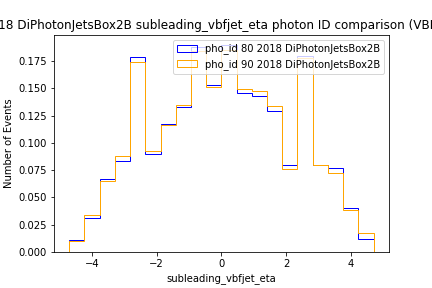 18 DiPhotonJetsBox2B subleading_vbfjet_eta photon ID comparison (VBF
pho_id 80 2018 DiPhotonJetsBox2B
pho_id 90 2018 DiPhotonJetsBox2B
Number of Events
0.175
0.150
0.125
0.100
0.075
0.050
0.025
0.000
−4
−2
0
2
4
subleading_vbfjet_eta